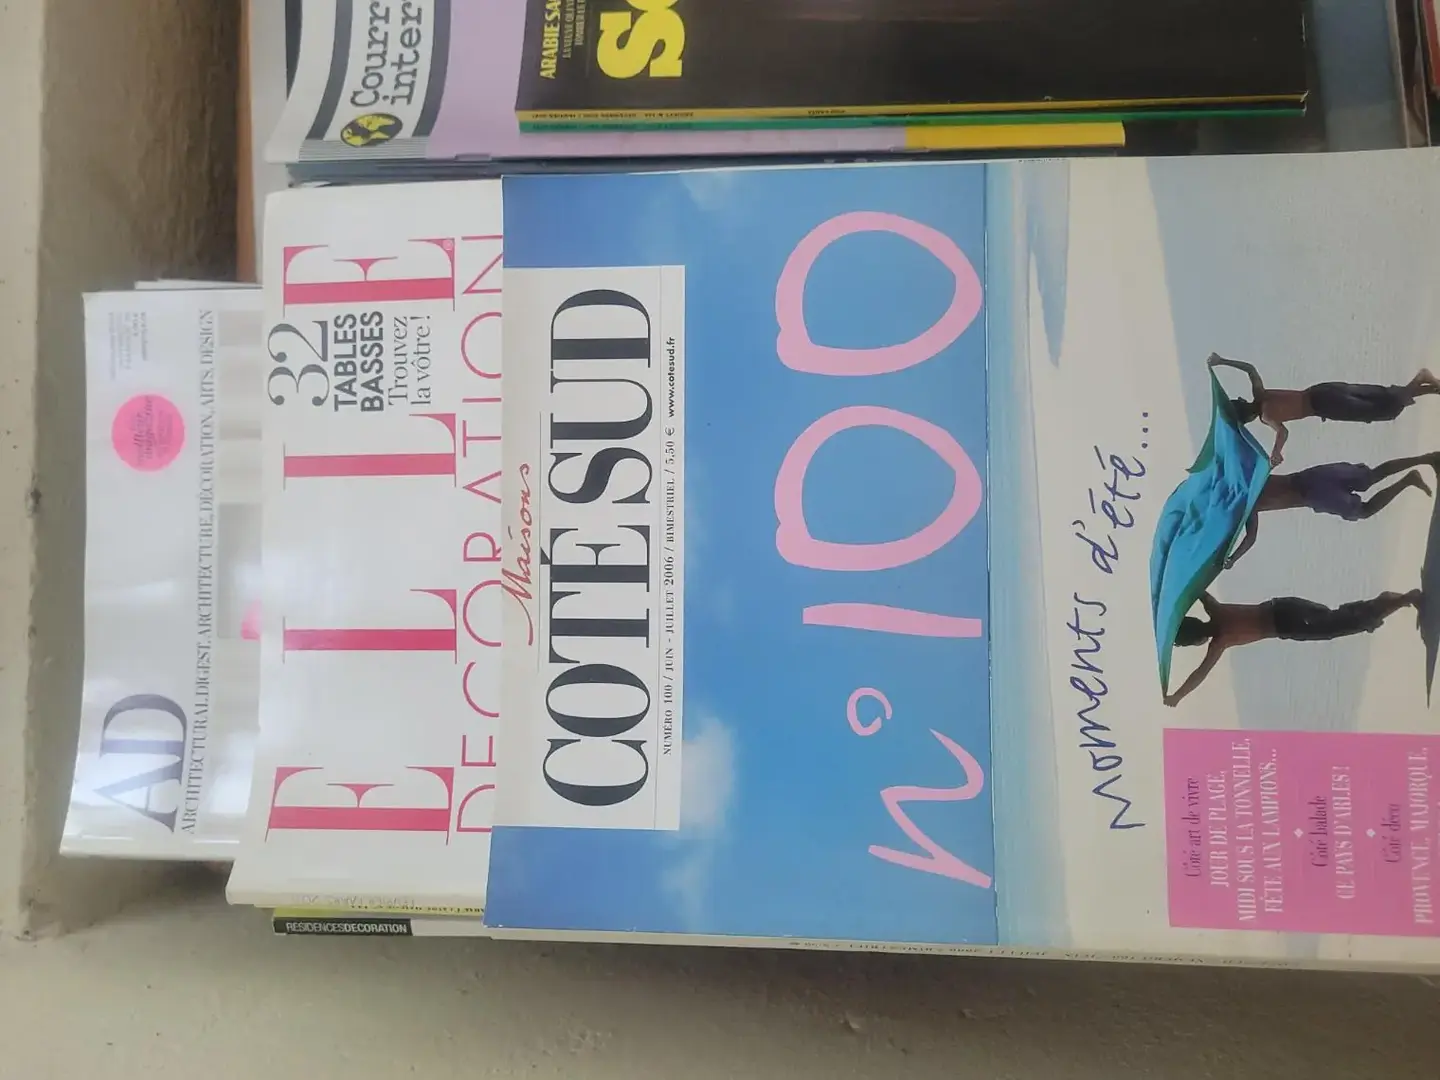 AD
ARCHITECTURAL DIGEST. ARCHITECTURE, DÉCORATION, ARTS, DESIGN
ELLE
DECORATION
32
TABLES
BASSES
Trouvez
la vôtre !
RESIDENCESDECORATION
Maisons
CÔTÉ SUD
NUMÉRO 100 / JUIN - JUILLET 2006 / BIMESTRIEL / 5,50 € www.cotesud.fr
n° 100
Moments d'été...
Côté art de vivre
JOUR DE PLAGE,
MIDI SOUS LA TONNELLE,
FÊTE AUX LAMPIONS...
Côté balade
CE PAYS D'ARLES !
Côté déco
PROVENCE, MAJORQUE,
Courr
inter
ARABIE SA
So